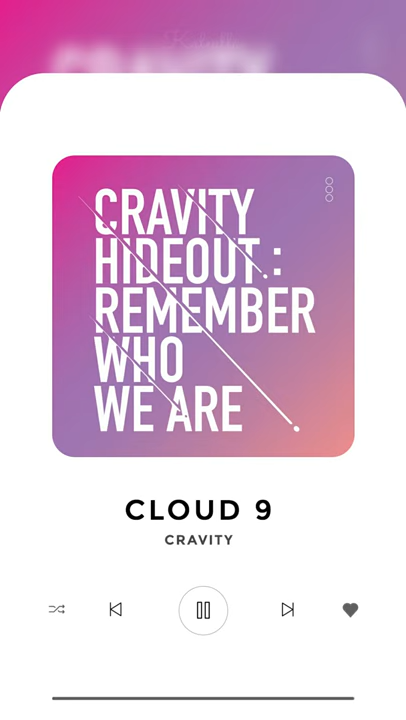 CRAVITY
HIDEOUT :
REMEMBER
WHO
WE ARE
CLOUD 9
CRAVITY